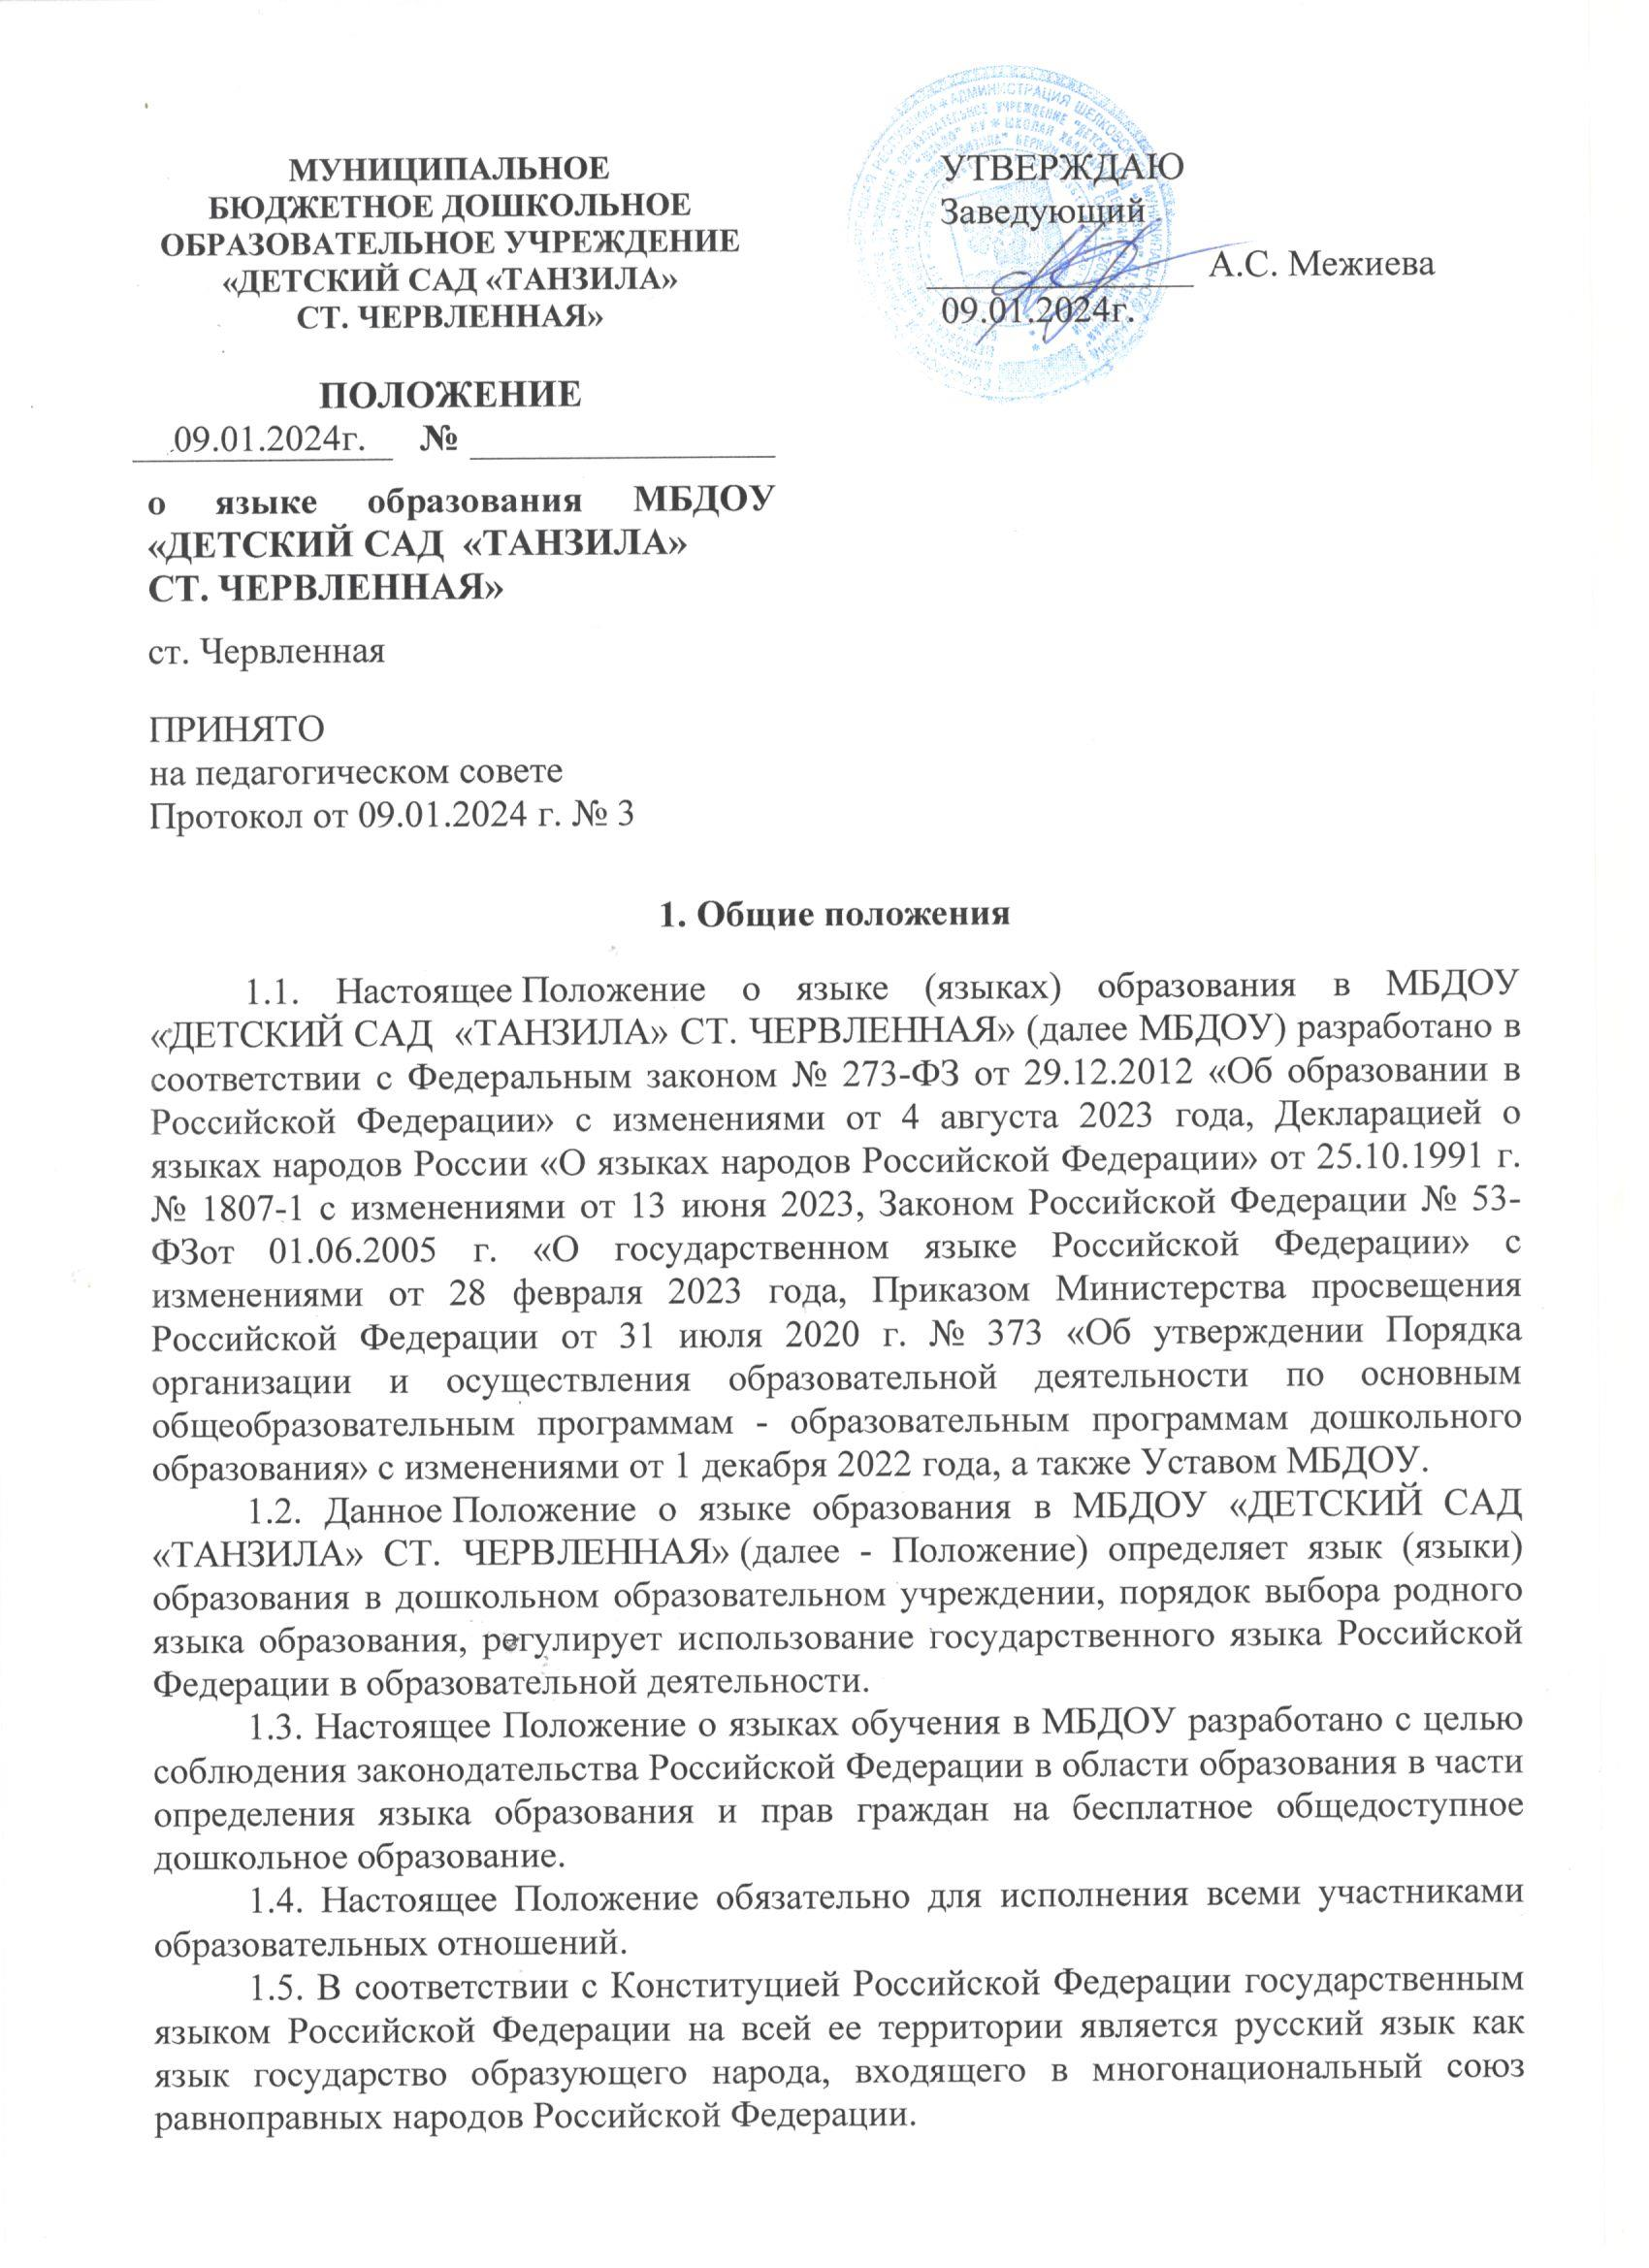 МУНИЦИПАЛЬНОЕ
БЮДЖЕТНОЕ ДОШКОЛЬНОЕ
ОБРАЗОВАТЕЛЬНОЕ УЧРЕЖДЕНИЕ
«ДЕТСКИЙ САД «ТАНЗИЛА»
СТ. ЧЕРВЛЕННАЯ»
УТВЕРЖДАЮ
Заведующий
А.С. Межиева
09.01.2024г.
ПОЛОЖЕНИЕ
09.01.2024г. №
о языке образования МБДОУ
«ДЕТСКИЙ САД «ТАНЗИЛА»
СТ. ЧЕРВЛЕННАЯ»
ст. Червленная
ПРИНЯТО
на педагогическом совете
Протокол от 09.01.2024 г. № 3
1. Общие положения
1.1. Настоящее Положение о языке (языках) образования в МБДОУ
«ДЕТСКИЙ САД «ТАНЗИЛА» СТ. ЧЕРВЛЕННАЯ» (далее МБДОУ) разработано в
соответствии с Федеральным законом № 273-ФЗ от 29.12.2012 «Об образовании в
Российской Федерации» с изменениями от 4 августа 2023 года, Декларацией о
языках народов России «О языках народов Российской Федерации» от 25.10.1991 г.
№ 1807-1 с изменениями от 13 июня 2023, Законом Российской Федерации № 53-
ФЗот 01.06.2005 г. «О государственном языке Российской Федерации» с
изменениями от 28 февраля 2023 года, Приказом Министерства просвещения
Российской Федерации от 31 июля 2020 г. № 373 «Об утверждении Порядка
организации и осуществления образовательной деятельности по основным
общеобразовательным программам - образовательным программам дошкольного
образования» с изменениями от 1 декабря 2022 года, а также Уставом МБДОУ.
1.2. Данное Положение о языке образования в МБДОУ «ДЕТСКИЙ САД
«ТАНЗИЛА» СТ. ЧЕРВЛЕННАЯ» (далее - Положение) определяет язык (языки)
образования в дошкольном образовательном учреждении, порядок выбора родного
языка образования, регулирует использование государственного языка Российской
Федерации в образовательной деятельности.
1.3. Настоящее Положение о языках обучения в МБДОУ разработано с целью
соблюдения законодательства Российской Федерации в области образования в части
определения языка образования и прав граждан на бесплатное общедоступное
дошкольное образование.
1.4. Настоящее Положение обязательно для исполнения всеми участниками
образовательных отношений.
1.5. В соответствии с Конституцией Российской Федерации государственным
языком Российской Федерации на всей ее территории является русский язык как
язык государство образующего народа, входящего в многонациональный союз
равноправных народов Российской Федерации.